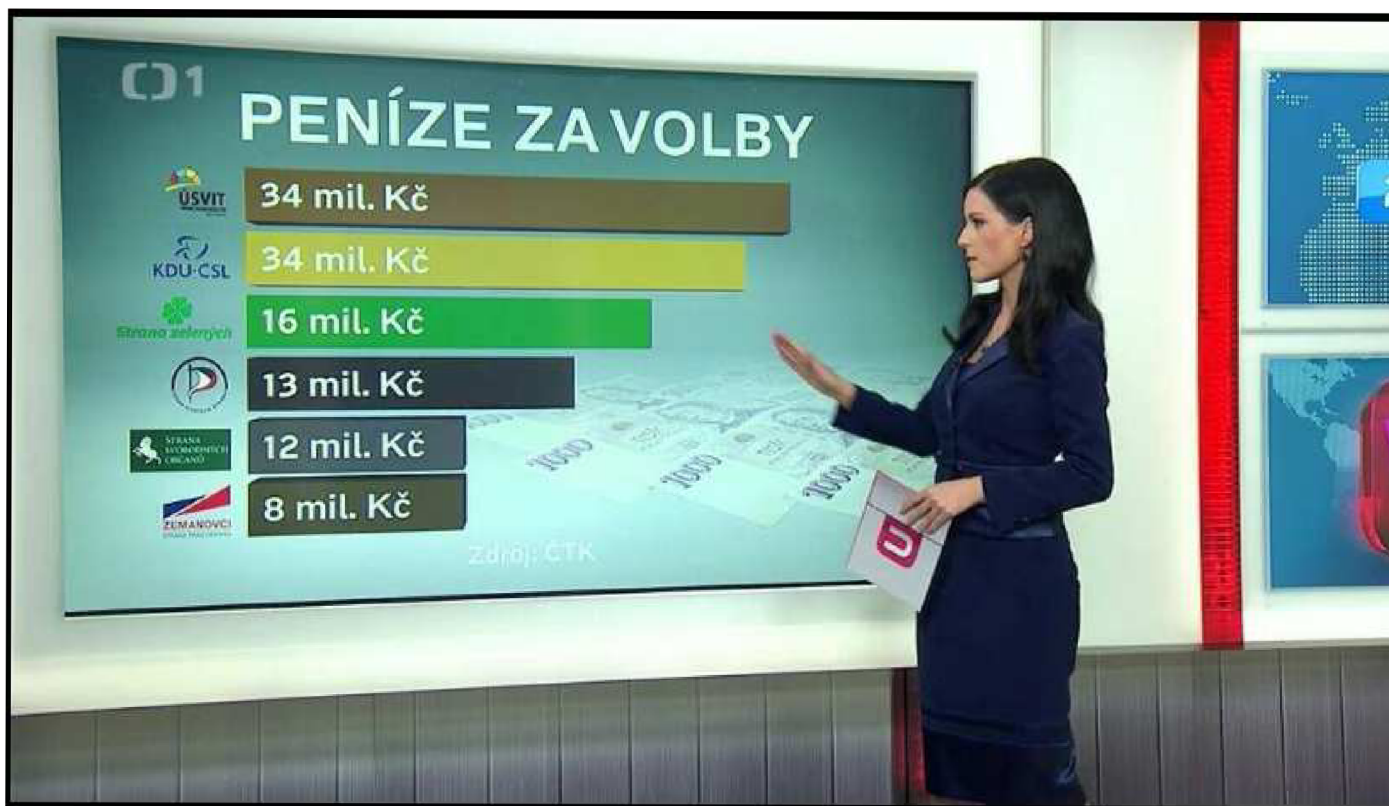 1
PENÍZE ZA VOLBY
ÚSVIT
34 mil. Kč
KDU-ČSL
34 mil. Kč
Strana zelených
16 mil. Kč
13 mil. Kč
STRANA
SVOBODNÝCH
OBČANŮ
12 mil. Kč
ZEMANOVCI
8 mil. Kč
1000
1000
1000
Zdroj: ČTK
U